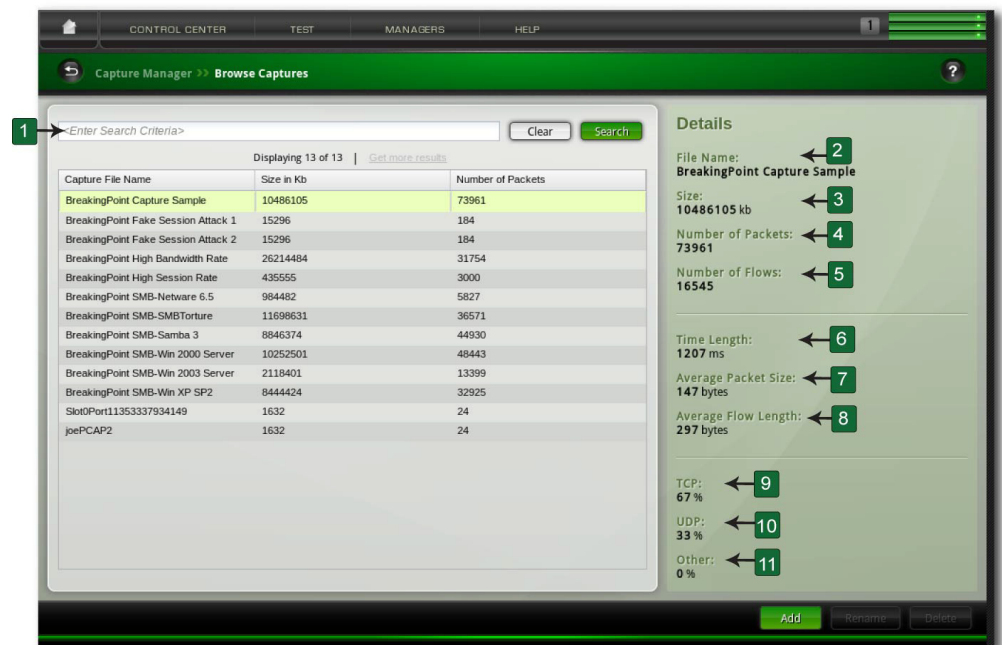 CONTROL CENTER TEST MANAGERS HELP 1
Capture Manager >> Browse Captures ?
1 <Enter Search Criteria> Clear Search
Displaying 13 of 13 | Get more results
Capture File Name Size in Kb Number of Packets
BreakingPoint Capture Sample 10486105 73961
BreakingPoint Fake Session Attack 1 15296 184
BreakingPoint Fake Session Attack 2 15296 184
BreakingPoint High Bandwidth Rate 26214484 31754
BreakingPoint High Session Rate 435555 3000
BreakingPoint SMB-Netware 6.5 984482 5827
BreakingPoint SMB-SMBTorture 11698631 36571
BreakingPoint SMB-Samba 3 8846374 44930
BreakingPoint SMB-Win 2000 Server 10252501 48443
BreakingPoint SMB-Win 2003 Server 2118401 13399
BreakingPoint SMB-Win XP SP2 8444424 32925
Slot0Port11353337934149 1632 24
joePCAP2 1632 24
Details
File Name: 2
BreakingPoint Capture Sample
Size: 3
10486105 kb
Number of Packets: 4
73961
Number of Flows: 5
16545
Time Length: 6
1207 ms
Average Packet Size: 7
147 bytes
Average Flow Length: 8
297 bytes
TCP: 9
67 %
UDP: 10
33 %
Other: 11
0 %
Add Rename Delete